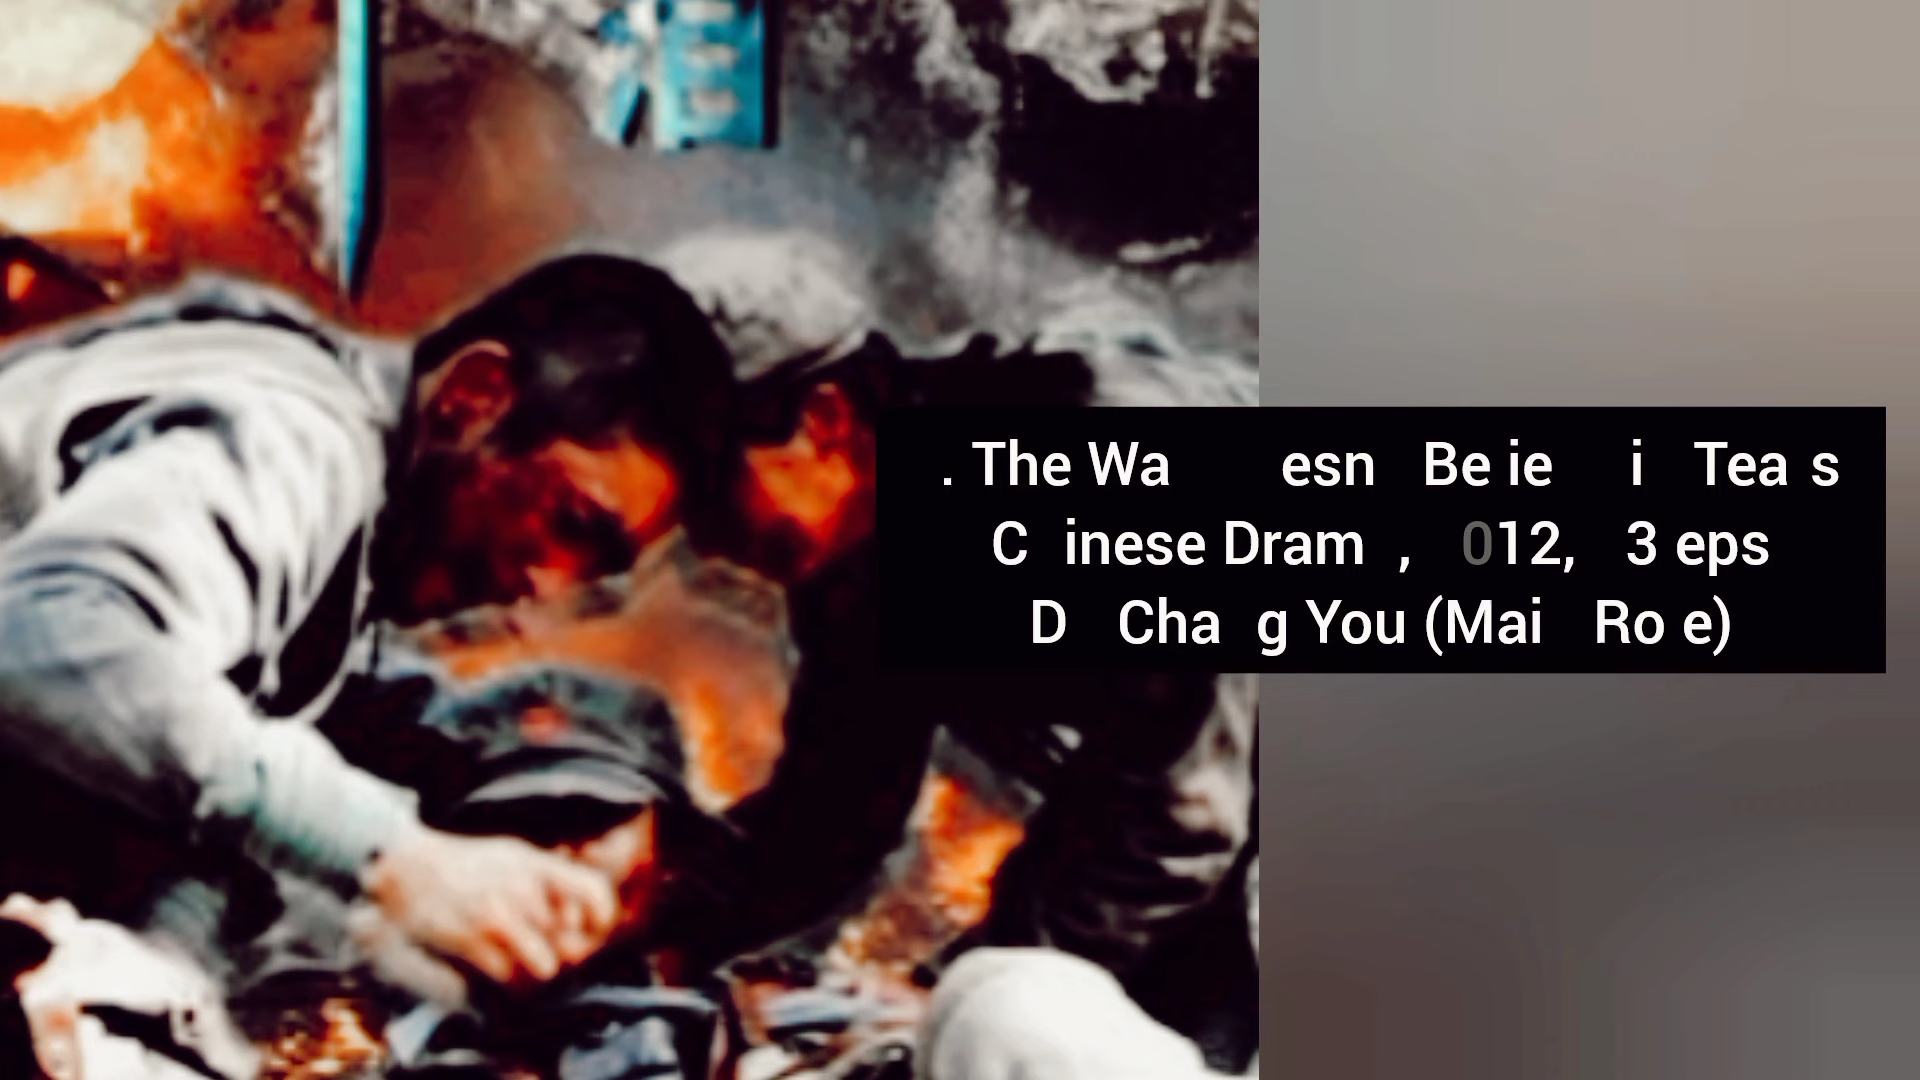 . The Wa esn Be ie i Tea s
C inese Dram , 012, 3 eps
D Cha g You (Mai Ro e)